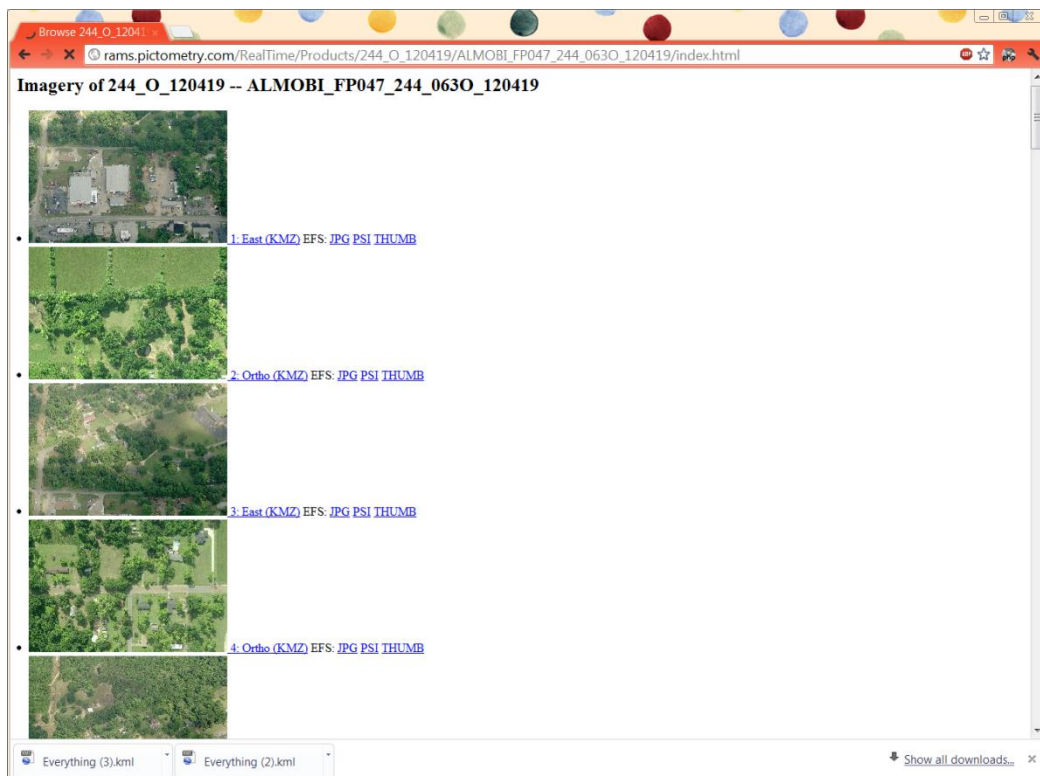 Browse 244_O_12041
rams.pictometry.com/RealTime/Products/244_O_120419/ALMOBI_FP047_244_063O_120419/index.html
Imagery of 244_O_120419 -- ALMOBI_FP047_244_063O_120419
1: East (KMZ) EFS: JPG PSI THUMB
2: Ortho (KMZ) EFS: JPG PSI THUMB
3: East (KMZ) EFS: JPG PSI THUMB
4: Ortho (KMZ) EFS: JPG PSI THUMB
Everything (3).kml
Everything (2).kml
Show all downloads...